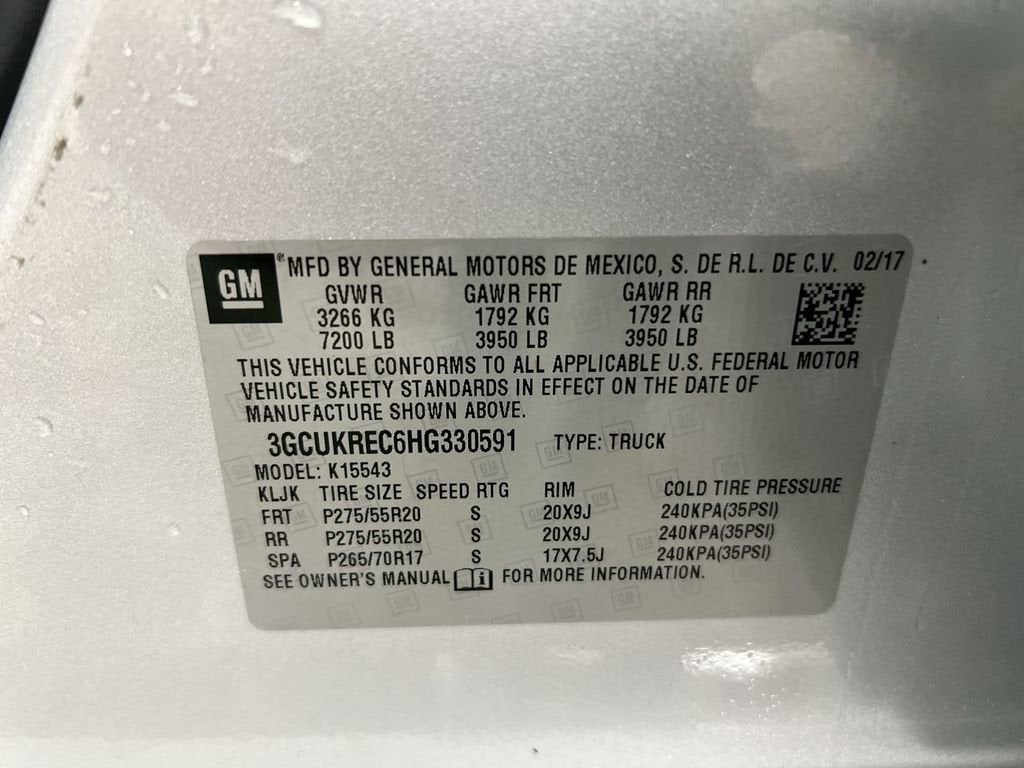 GM ® MFD BY GENERAL MOTORS DE MEXICO, S. DE R.L. DE C.V. 02/17
GVWR GAWR FRT GAWR RR
3266 KG 1792 KG 1792 KG
7200 LB 3950 LB 3950 LB
THIS VEHICLE CONFORMS TO ALL APPLICABLE U.S. FEDERAL MOTOR
VEHICLE SAFETY STANDARDS IN EFFECT ON THE DATE OF
MANUFACTURE SHOWN ABOVE.
3GCUKREC6HG330591 TYPE: TRUCK
MODEL: K15543
KLJK TIRE SIZE SPEED RTG RIM COLD TIRE PRESSURE
FRT P275/55R20 S 20X9J 240KPA(35PSI)
RR P275/55R20 S 20X9J 240KPA(35PSI)
SPA P265/70R17 S 17X7.5J 240KPA(35PSI)
SEE OWNER'S MANUAL i FOR MORE INFORMATION.